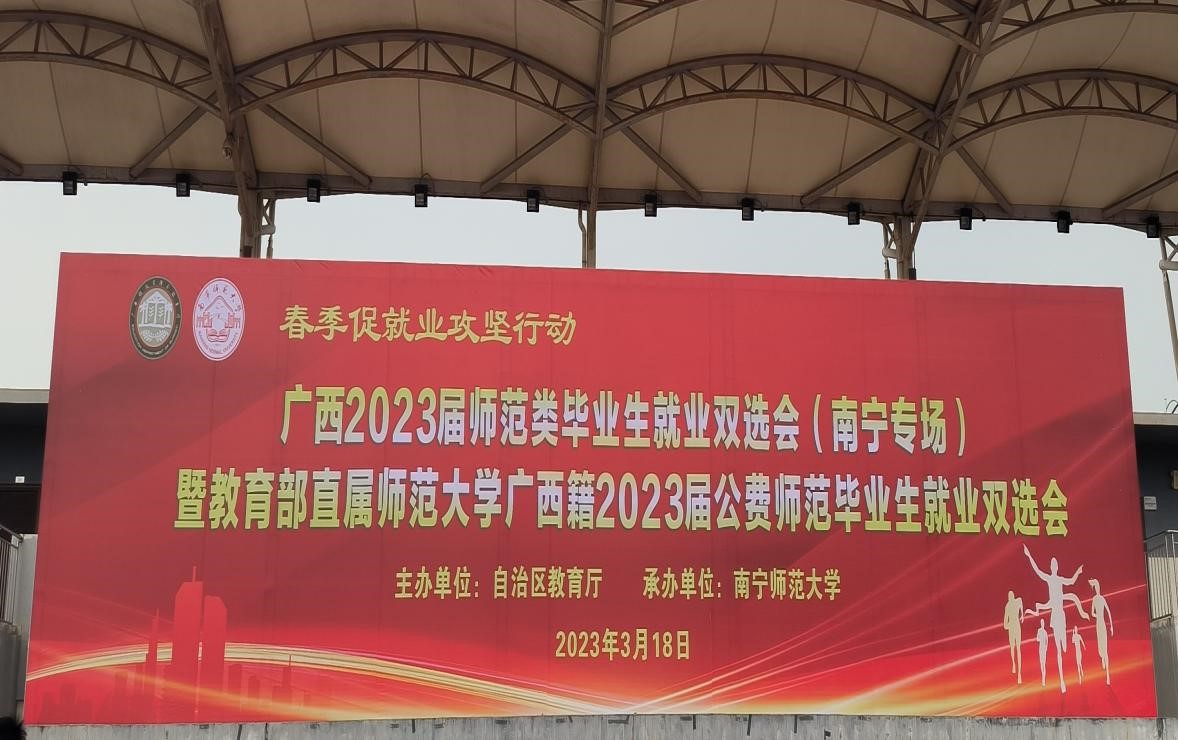 春季促就业攻坚行动
广西2023届师范类毕业生就业双选会（南宁专场）
暨教育部直属师范大学广西籍2023届公费师范毕业生就业双选会
主办单位：自治区教育厅 承办单位：南宁师范大学
2023年3月18日